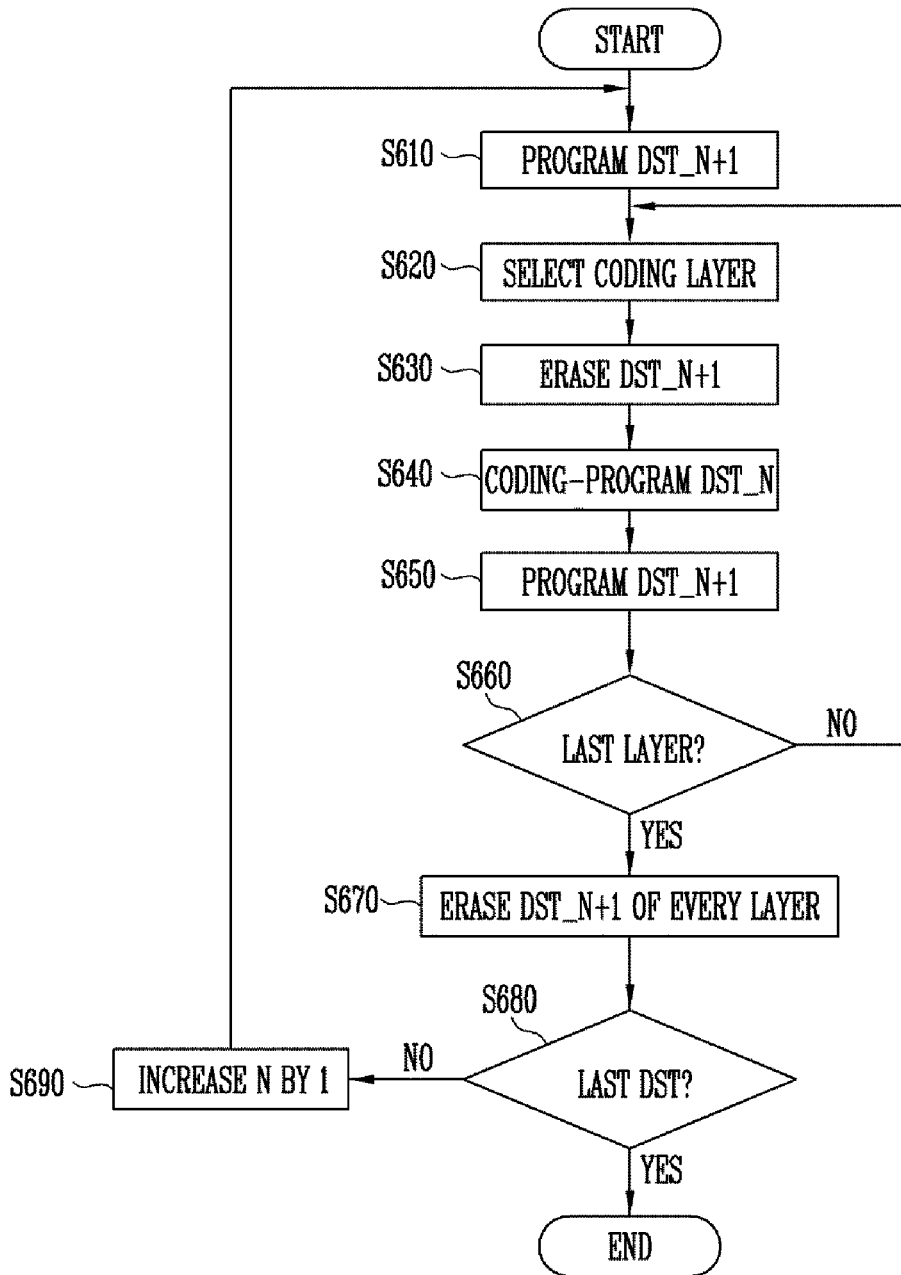 START
S610
PROGRAM DST_N+1
S620
SELECT CODING LAYER
S630
ERASE DST_N+1
S640
CODING-PROGRAM DST_N
S650
PROGRAM DST_N+1
S660
LAST LAYER?
NO
YES
S670
ERASE DST_N+1 OF EVERY LAYER
S680
LAST DST?
NO
S690
INCREASE N BY 1
YES
END